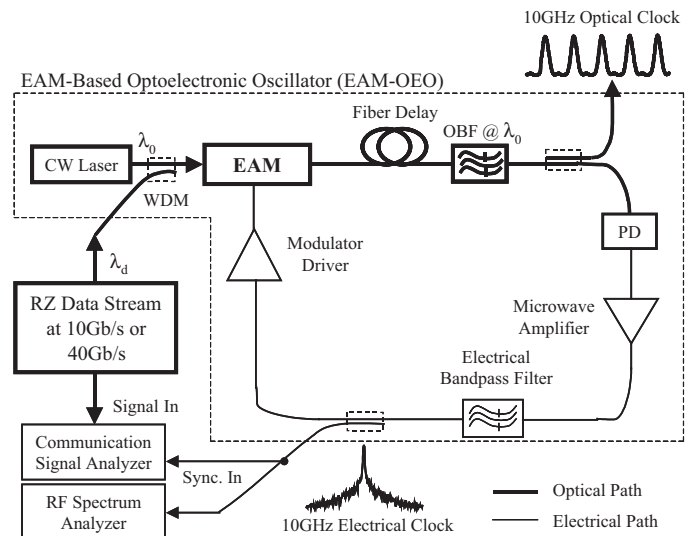 10GHz Optical Clock
EAM-Based Optoelectronic Oscillator (EAM-OEO)
Fiber Delay
λ0
OBF @ λ0
CW Laser
EAM
WDM
PD
Modulator
Driver
λd
RZ Data Stream
at 10Gb/s or
40Gb/s
Microwave
Amplifier
Electrical
Bandpass Filter
Signal In
Communication
Signal Analyzer
Sync. In
RF Spectrum
Analyzer
10GHz Electrical Clock
Optical Path
Electrical Path